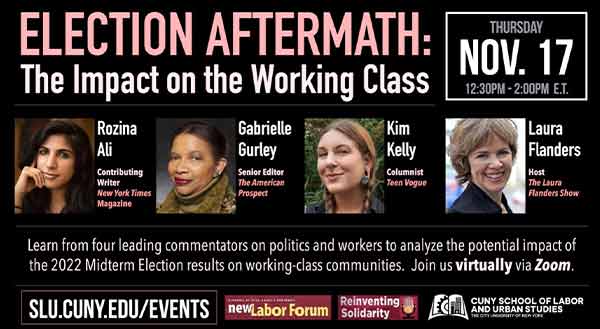 ELECTION AFTERMATH:
The Impact on the Working Class
THURSDAY
NOV. 17
12:30PM - 2:00PM E.T.
Rozina
Ali
Contributing
Writer
New York Times
Magazine
Gabrielle
Gurley
Senior Editor
The American
Prospect
Kim
Kelly
Columnist
Teen Vogue
Laura
Flanders
Host
The Laura
Flanders Show
Learn from four leading commentators on politics and workers to analyze the potential impact of
the 2022 Midterm Election results on working-class communities. Join us virtually via Zoom.
SLU.CUNY.EDU/EVENTS
new Labor Forum
Reinventing
Solidarity
CUNY SCHOOL OF LABOR
AND URBAN STUDIES
THE CITY UNIVERSITY OF NEW YORK